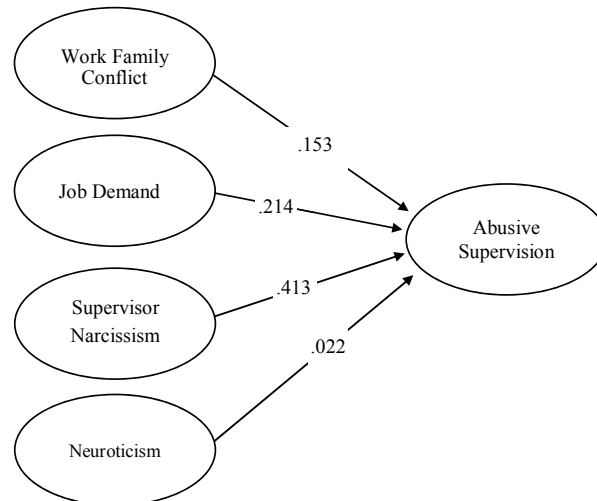 Work Family
Conflict
.153
Job Demand
.214
Abusive
Supervision
Supervisor
Narcissism
.413
.022
Neuroticism